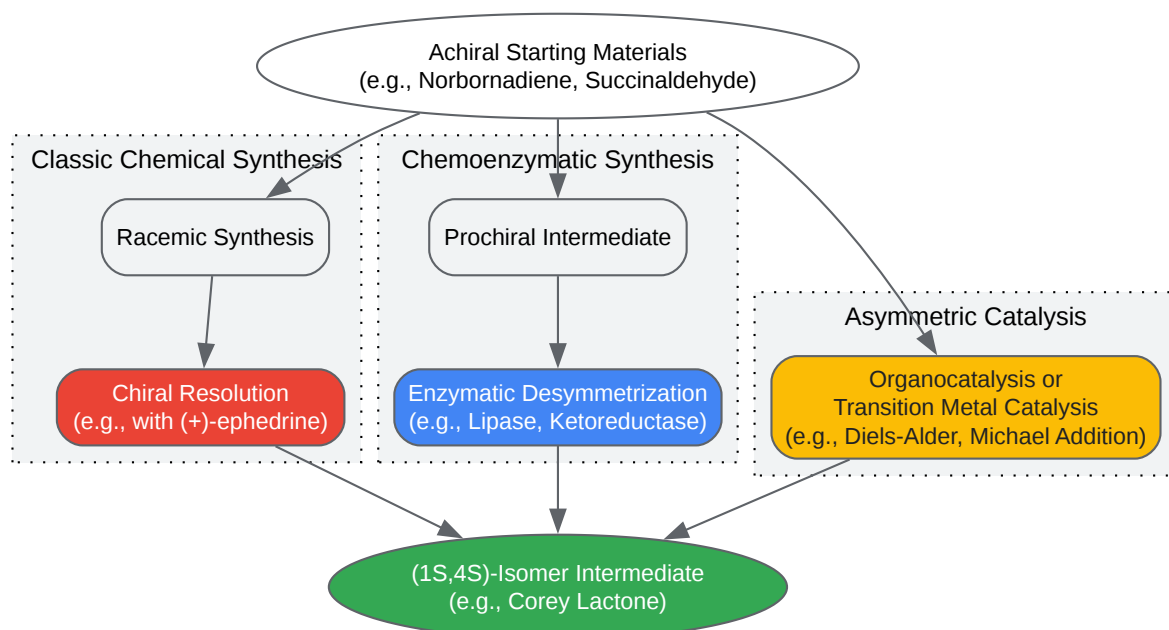 Achiral Starting Materials
(e.g., Norbornadiene, Succinaldehyde)
Classic Chemical Synthesis
Chemoenzymatic Synthesis
Racemic Synthesis
Prochiral Intermediate
Asymmetric Catalysis
Chiral Resolution
(e.g., with (+)-ephedrine)
Enzymatic Desymmetrization
(e.g., Lipase, Ketoreductase)
Organocatalysis or
Transition Metal Catalysis
(e.g., Diels-Alder, Michael Addition)
(1S,4S)-Isomer Intermediate
(e.g., Corey Lactone)